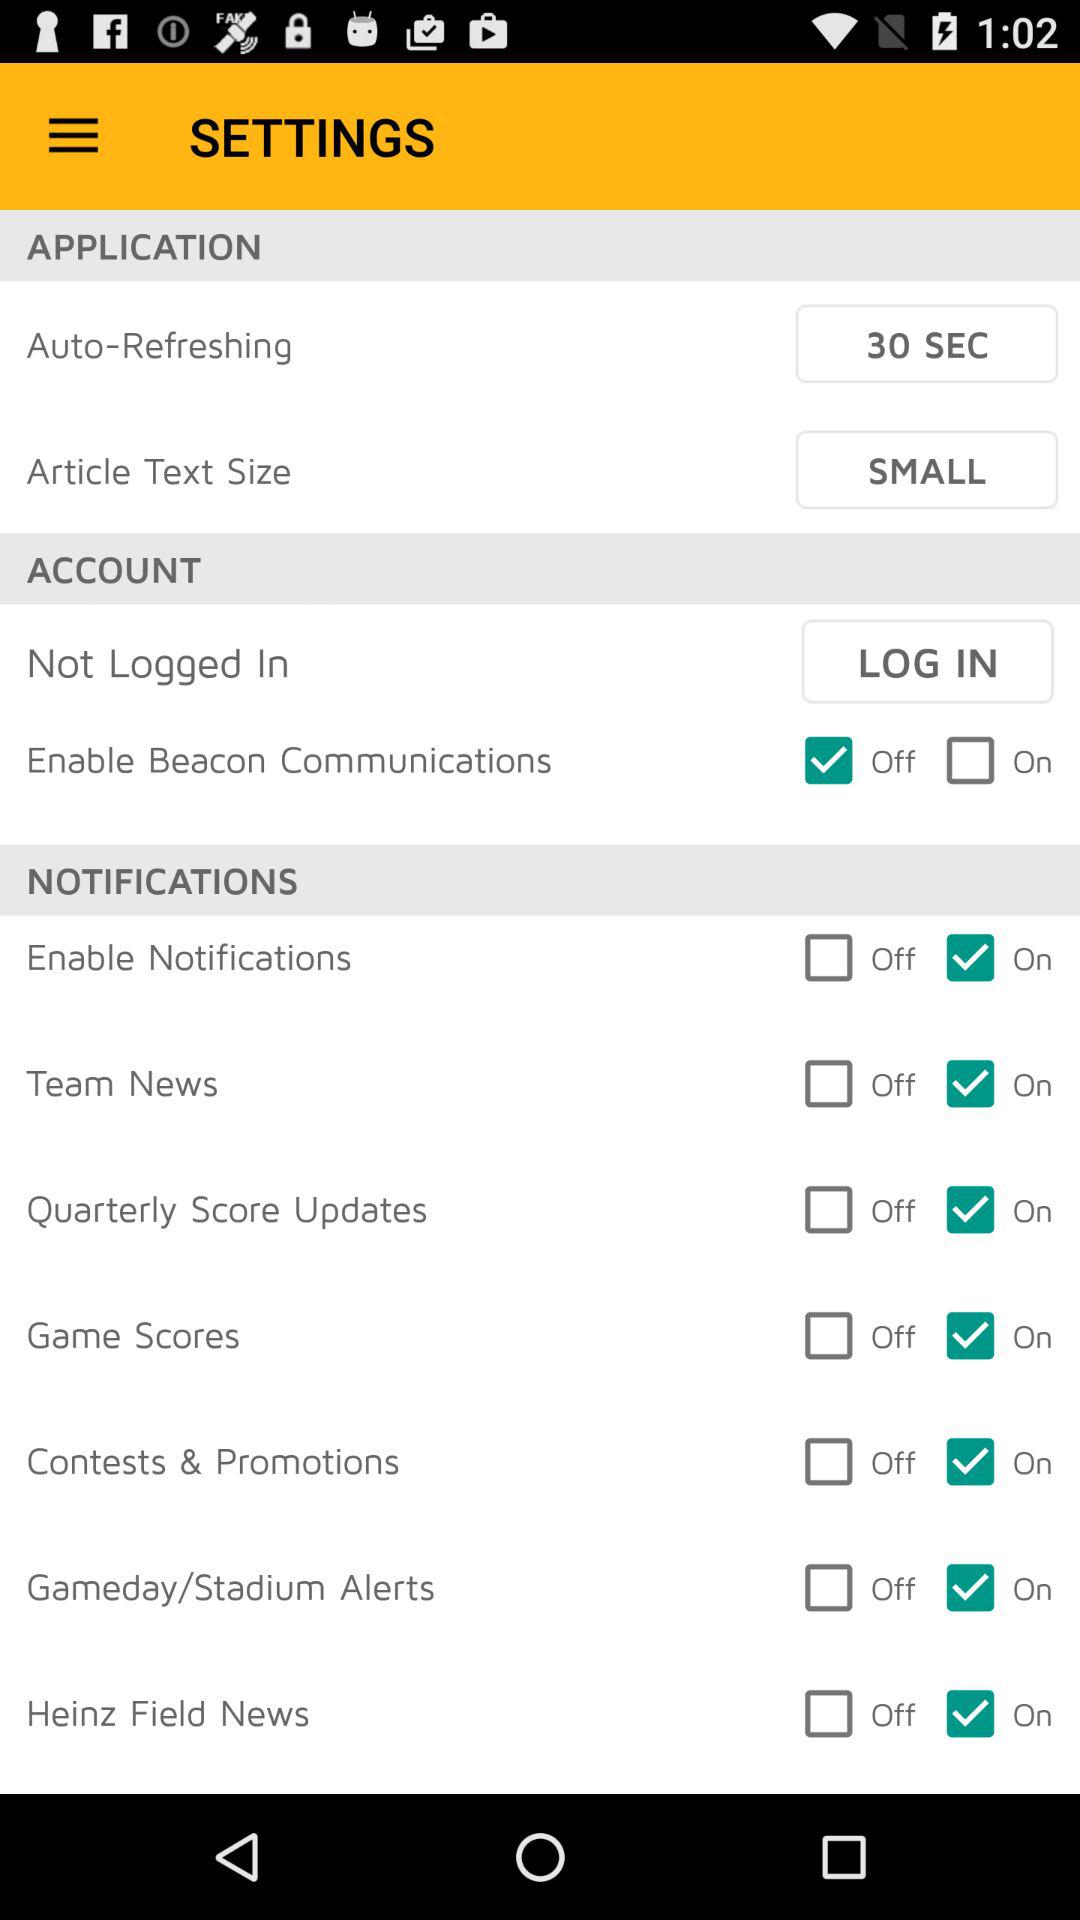 FAKE 1:02
SETTINGS
APPLICATION
Auto-Refreshing 30 SEC
Article Text Size SMALL
ACCOUNT
Not Logged In LOG IN
Enable Beacon Communications Off On
NOTIFICATIONS
Enable Notifications Off On
Team News Off On
Quarterly Score Updates Off On
Game Scores Off On
Contests & Promotions Off On
Gameday/Stadium Alerts Off On
Heinz Field News Off On